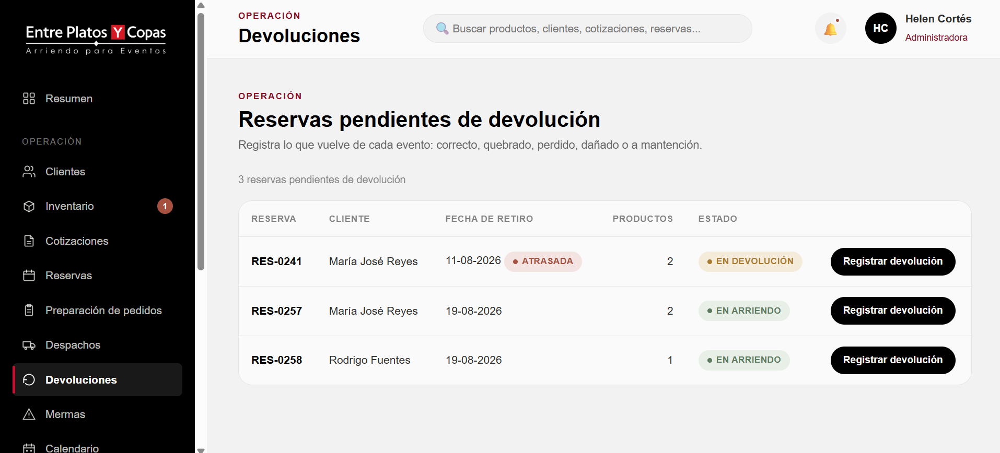 Entre Platos Y Copas
Arriendo para Eventos
Resumen
OPERACIÓN
Clientes
Inventario 1
Cotizaciones
Reservas
Preparación de pedidos
Despachos
Devoluciones
Mermas
Calendario
OPERACIÓN
Devoluciones
Buscar productos, clientes, cotizaciones, reservas...
HC
Helen Cortés
Administradora
OPERACIÓN
Reservas pendientes de devolución
Registra lo que vuelve de cada evento: correcto, quebrado, perdido, dañado o a mantención.
3 reservas pendientes de devolución
RESERVA CLIENTE FECHA DE RETIRO PRODUCTOS ESTADO
RES-0241 María José Reyes 11-08-2026 ATRASADA 2 EN DEVOLUCIÓN Registrar devolución
RES-0257 María José Reyes 19-08-2026 2 EN ARRIENDO Registrar devolución
RES-0258 Rodrigo Fuentes 19-08-2026 1 EN ARRIENDO Registrar devolución